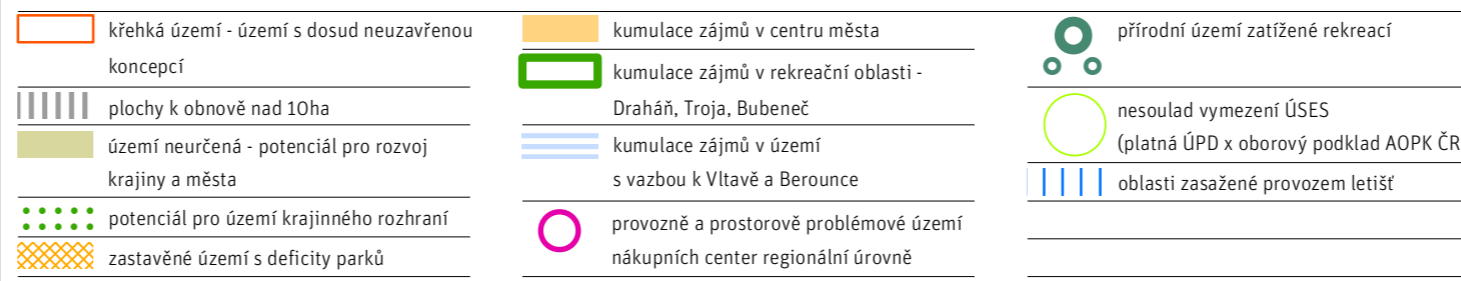 křehká území - území s dosud neuzavřenou
koncepcí
plochy k obnově nad 10ha
území neurčená - potenciál pro rozvoj
krajiny a města
potenciál pro území krajinného rozhraní
zastavěné území s deficity parků
kumulace zájmů v centru města
kumulace zájmů v rekreační oblasti -
Draháň, Troja, Bubeneč
kumulace zájmů v území
s vazbou k Vltavě a Berounce
provozně a prostorově problémové území
nákupních center regionální úrovně
přírodní území zatížené rekreací
nesoulad vymezení ÚSES
(platná ÚPD x oborový podklad AOPK ČR
oblasti zasažené provozem letišť